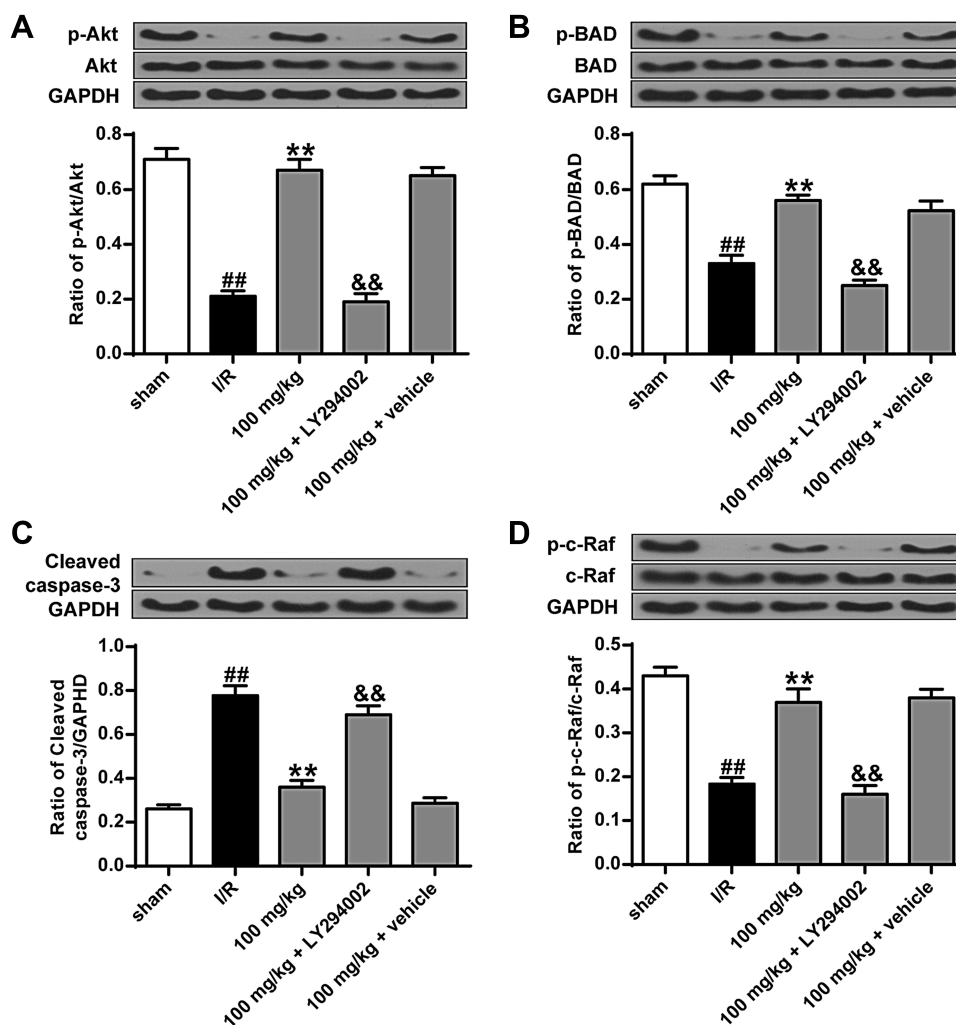 A
p-Akt
Akt
GAPDH
Ratio of p-Akt/Akt
0.8
0.6
0.4
0.2
0.0
##
**
&&
sham
I/R
100 mg/kg
100 mg/kg + LY294002
100 mg/kg + vehicle
B
p-BAD
BAD
GAPDH
Ratio of p-BAD/BAD
0.8
0.6
0.4
0.2
0.0
##
**
&&
sham
I/R
100 mg/kg
100 mg/kg + LY294002
100 mg/kg + vehicle
C
Cleaved
caspase-3
GAPDH
Ratio of Cleaved
caspase-3/GAPHD
1.0
0.8
0.6
0.4
0.2
0.0
##
**
&&
sham
I/R
100 mg/kg
100 mg/kg + LY294002
100 mg/kg + vehicle
D
p-c-Raf
c-Raf
GAPDH
Ratio of p-c-Raf/c-Raf
0.5
0.4
0.3
0.2
0.1
0.0
##
**
&&
sham
I/R
100 mg/kg
100 mg/kg + LY294002
100 mg/kg + vehicle